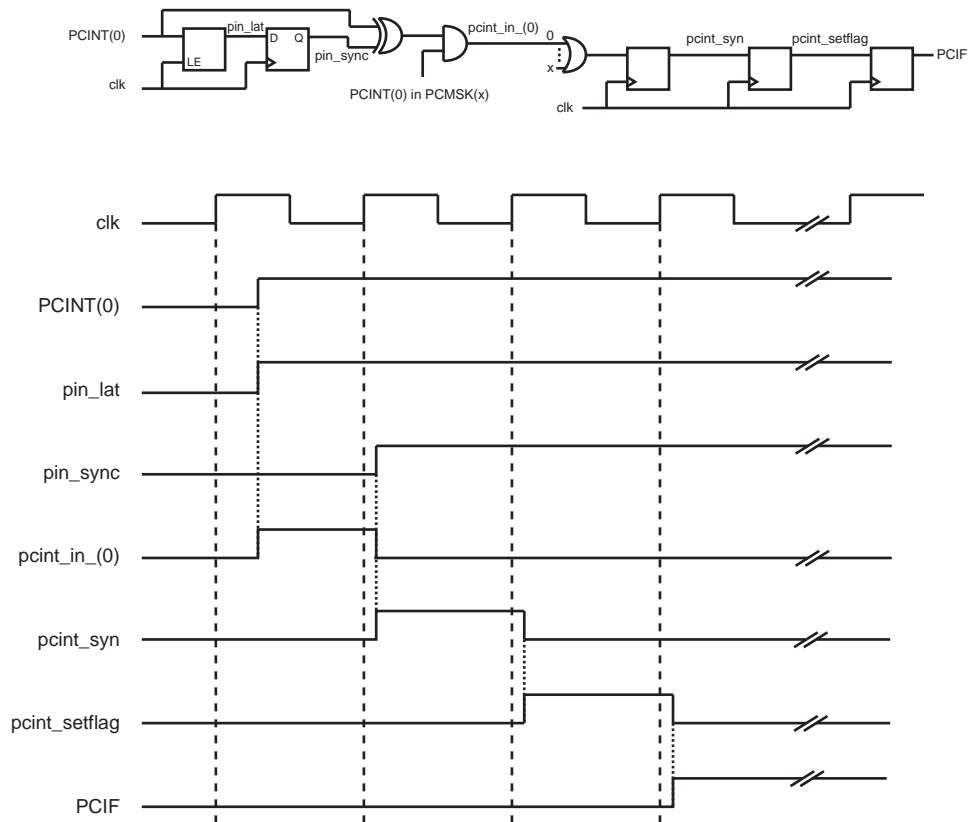 PCINT(0)
pin_lat
LE
D Q
pin_sync
clk
PCINT(0) in PCMSK(x)
pcint_in_(0)
0
x
clk
pcint_syn
pcint_setflag
PCIF
clk
PCINT(0)
pin_lat
pin_sync
pcint_in_(0)
pcint_syn
pcint_setflag
PCIF